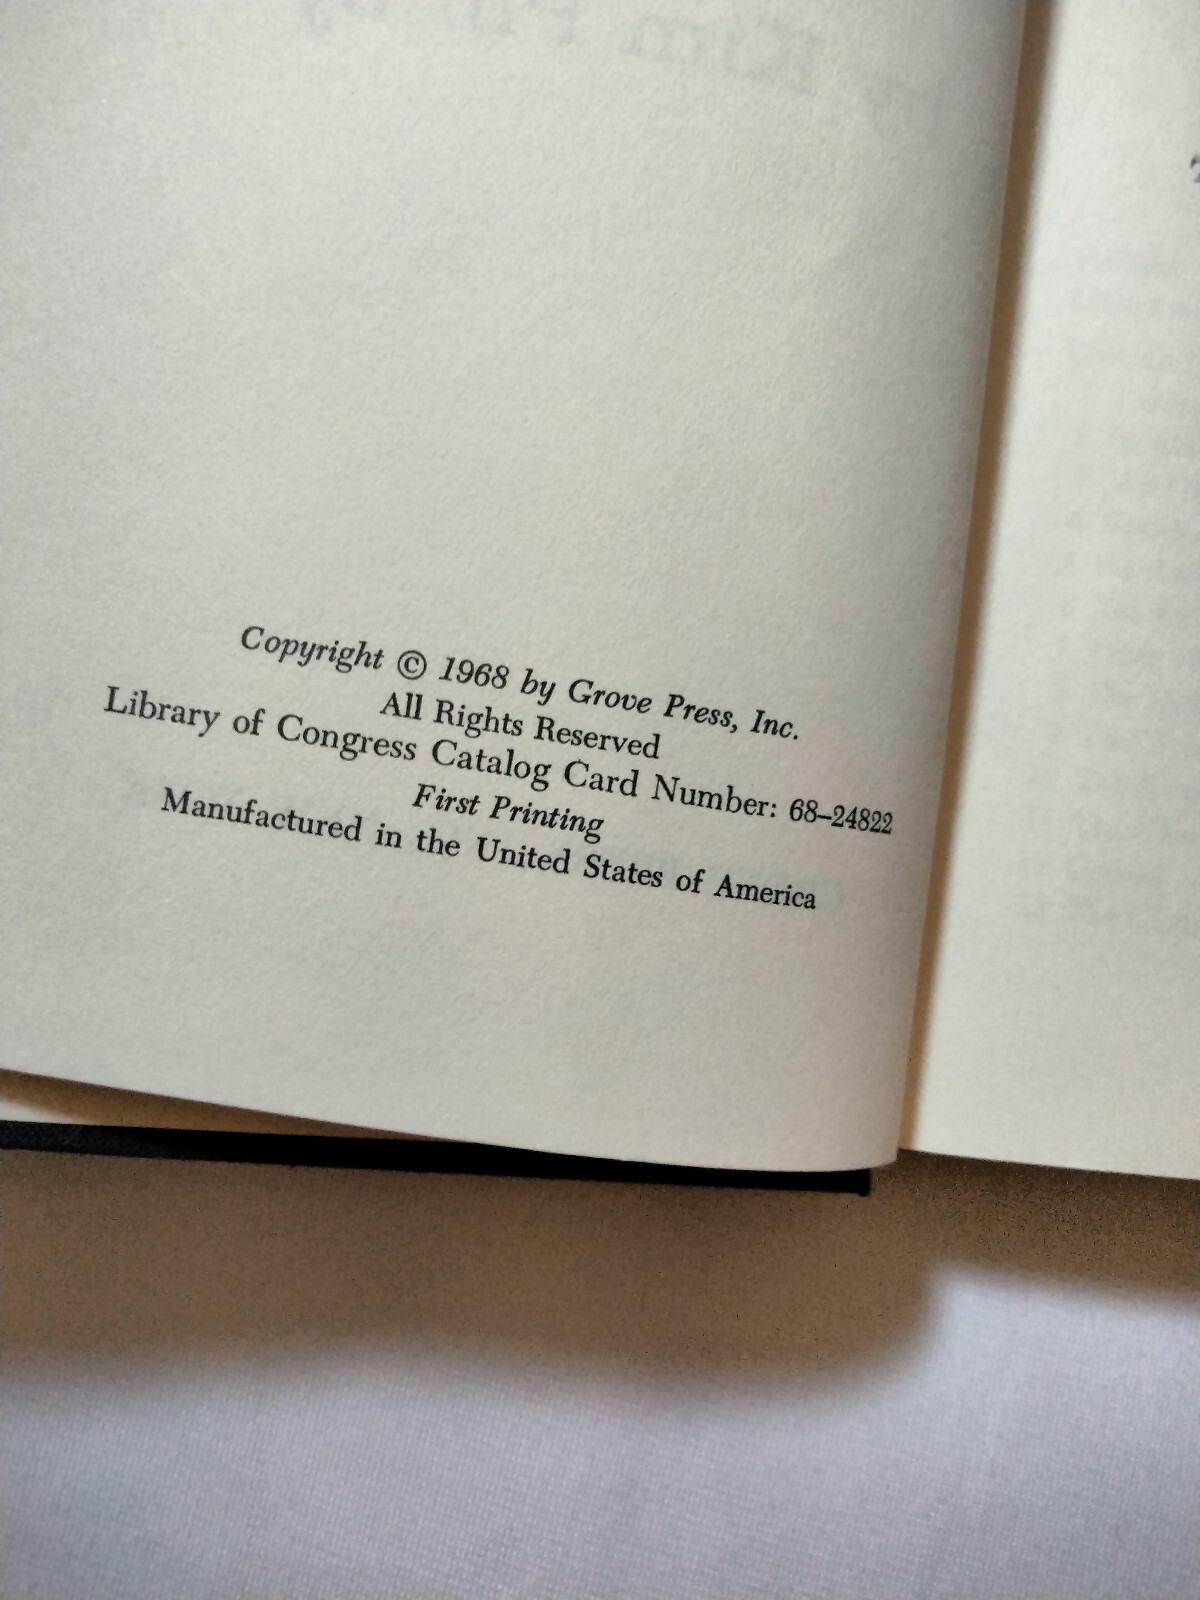 Copyright © 1968 by Grove Press, Inc.
All Rights Reserved
Library of Congress Catalog Card Number: 68–24822
First Printing
Manufactured in the United States of America